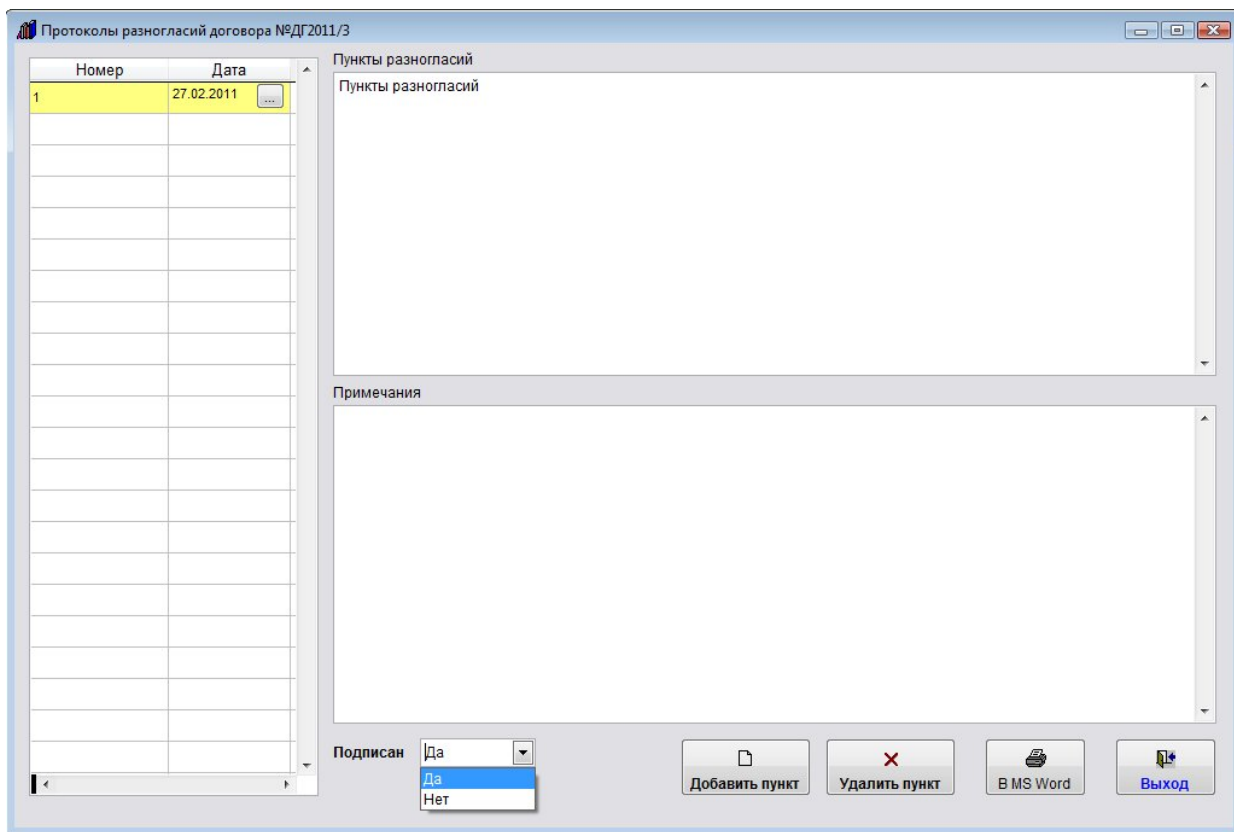 Протоколы разногласий договора №ДГ2011/3
Номер Дата
1 27.02.2011 ...
Пункты разногласий
Пункты разногласий
Примечания
Подписан Да
Да
Нет
Добавить пункт Удалить пункт В MS Word Выход